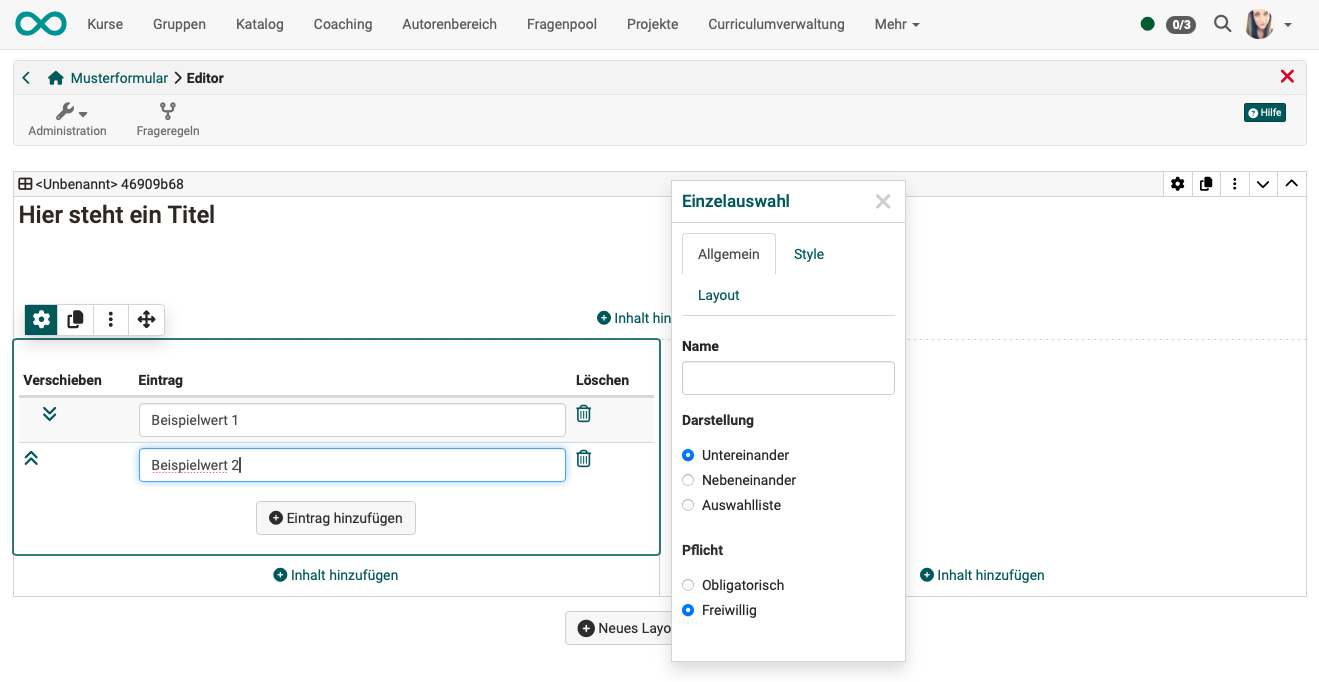 Kurse Gruppen Katalog Coaching Autorenbereich Fragenpool Projekte Curriculumverwaltung Mehr 0/3
Musterformular Editor
Administration Frageregeln Hilfe
<Unbenannt> 46909b68
Hier steht ein Titel
Inhalt hin
Verschieben Eintrag Löschen
Beispielwert 1
Beispielwert 2
Eintrag hinzufügen
Inhalt hinzufügen
Inhalt hinzufügen
Neues Layo
Einzelauswahl
Allgemein Style
Layout
Name
Darstellung
Untereinander
Nebeneinander
Auswahlliste
Pflicht
Obligatorisch
Freiwillig